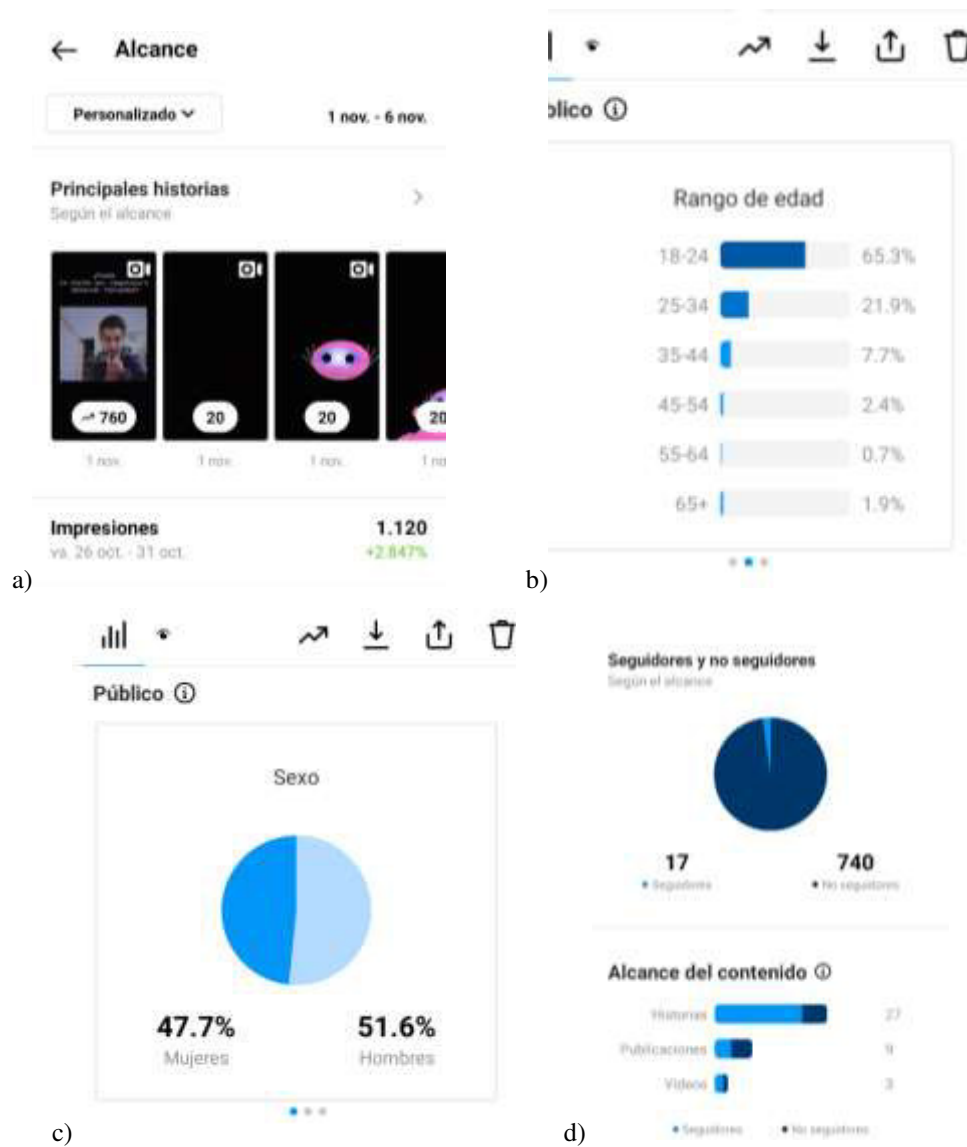 Alcance
Personalizado
1 nov. - 6 nov.
Principales historias
Según el alcance
760
20
20
20
1 nov.
1 nov.
1 nov.
1 no
Impresiones
1.120
va. 26 oct. - 31 oct.
+2.847%
a)
blico
Rango de edad
18-24 65.3%
25-34 21.9%
35-44 7.7%
45-54 2.4%
55-64 0.7%
65+ 1.9%
b)
Público
Sexo
47.7%
51.6%
Mujeres
Hombres
c)
Seguidores y no seguidores
Según el alcance
17
740
Seguidores
No seguidores
Alcance del contenido
Historias 27
Publicaciones 9
Videos 3
Seguidores
No seguidores
d)